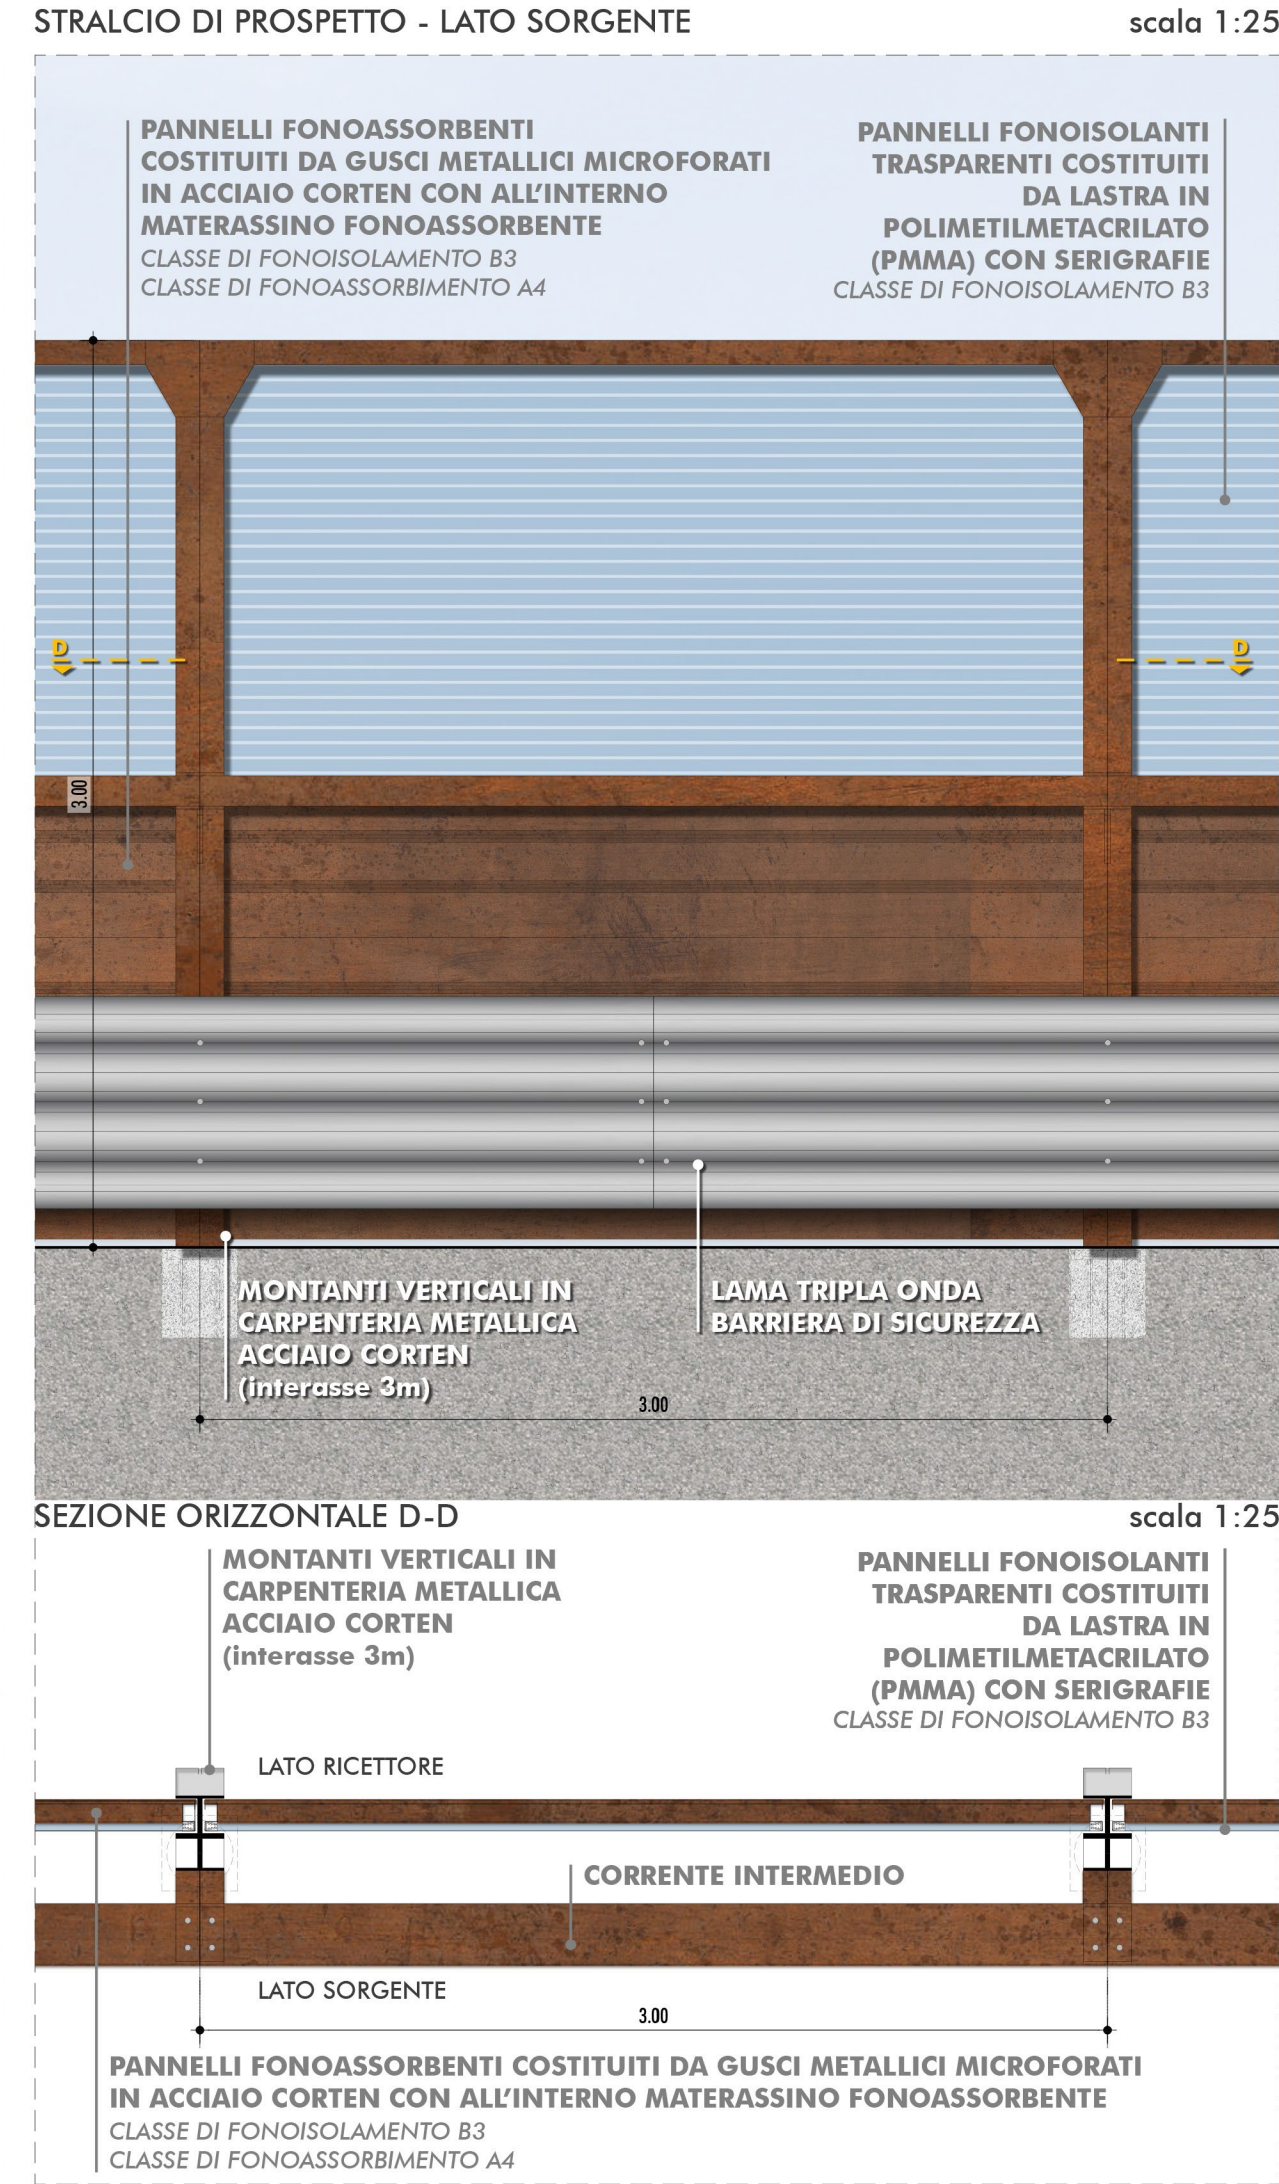 STRALCIO DI PROSPETTO - LATO SORGENTE
scala 1:25
PANNELLI FONOASSORBENTI
COSTITUITI DA GUSCI METALLICI MICROFORATI
IN ACCIAIO CORTEN CON ALL'INTERNO
MATERASSINO FONOASSORBENTE
CLASSE DI FONOISOLAMENTO B3
CLASSE DI FONOASSORBIMENTO A4
PANNELLI FONOISOLANTI
TRASPARENTI COSTITUITI
DA LASTRA IN
POLIMETILMETACRILATO
(PMMA) CON SERIGRAFIE
CLASSE DI FONOISOLAMENTO B3
D
D
3.00
MONTANTI VERTICALI IN
CARPENTERIA METALLICA
ACCIAIO CORTEN
(interasse 3m)
LAMA TRIPLA ONDA
BARRIERA DI SICUREZZA
3.00
SEZIONE ORIZZONTALE D-D
scala 1:25
MONTANTI VERTICALI IN
CARPENTERIA METALLICA
ACCIAIO CORTEN
(interasse 3m)
PANNELLI FONOISOLANTI
TRASPARENTI COSTITUITI
DA LASTRA IN
POLIMETILMETACRILATO
(PMMA) CON SERIGRAFIE
CLASSE DI FONOISOLAMENTO B3
LATO RICETTORE
CORRENTE INTERMEDIO
LATO SORGENTE
3.00
PANNELLI FONOASSORBENTI COSTITUITI DA GUSCI METALLICI MICROFORATI
IN ACCIAIO CORTEN CON ALL'INTERNO MATERASSINO FONOASSORBENTE
CLASSE DI FONOISOLAMENTO B3
CLASSE DI FONOASSORBIMENTO A4